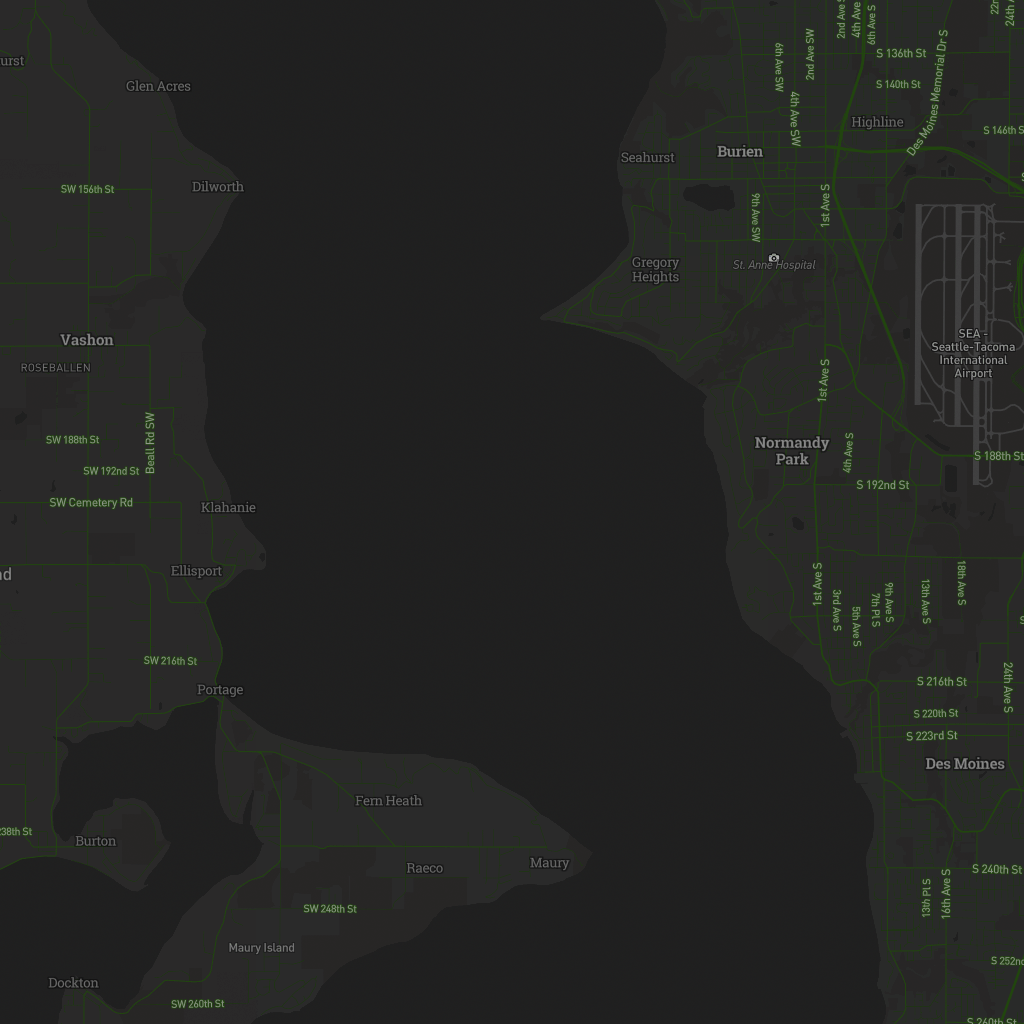 2nd Ave S
4th Ave
6th Ave S
24th
6th Ave SW
2nd Ave SW
S 136th St
Des Moines Memorial Dr S
Glen Acres
S 140th St
4th Ave SW
Highline
S 146th S
Burien
Seahurst
SW 156th St
Dilworth
9th Ave SW
1st Ave S
Gregory
Heights
St. Anne Hospital
Vashon
SEA -
Seattle-Tacoma
International
Airport
ROSEBALLEN
1st Ave S
SW 188th St
Beall Rd SW
Normandy
Park
4th Ave S
S 188th St
SW 192nd St
S 192nd St
SW Cemetery Rd
Klahanie
Ellisport
1st Ave S
3rd Ave S
5th Ave S
7th Pl S
9th Ave S
13th Ave S
18th Ave S
SW 216th St
Portage
S 216th St
24th Ave S
S 220th St
S 223rd St
Des Moines
Fern Heath
238th St
Burton
Raeco
Maury
S 240th St
13th Pl S
16th Ave S
SW 248th St
Maury Island
S 252nd
Dockton
SW 260th St
S 260th St